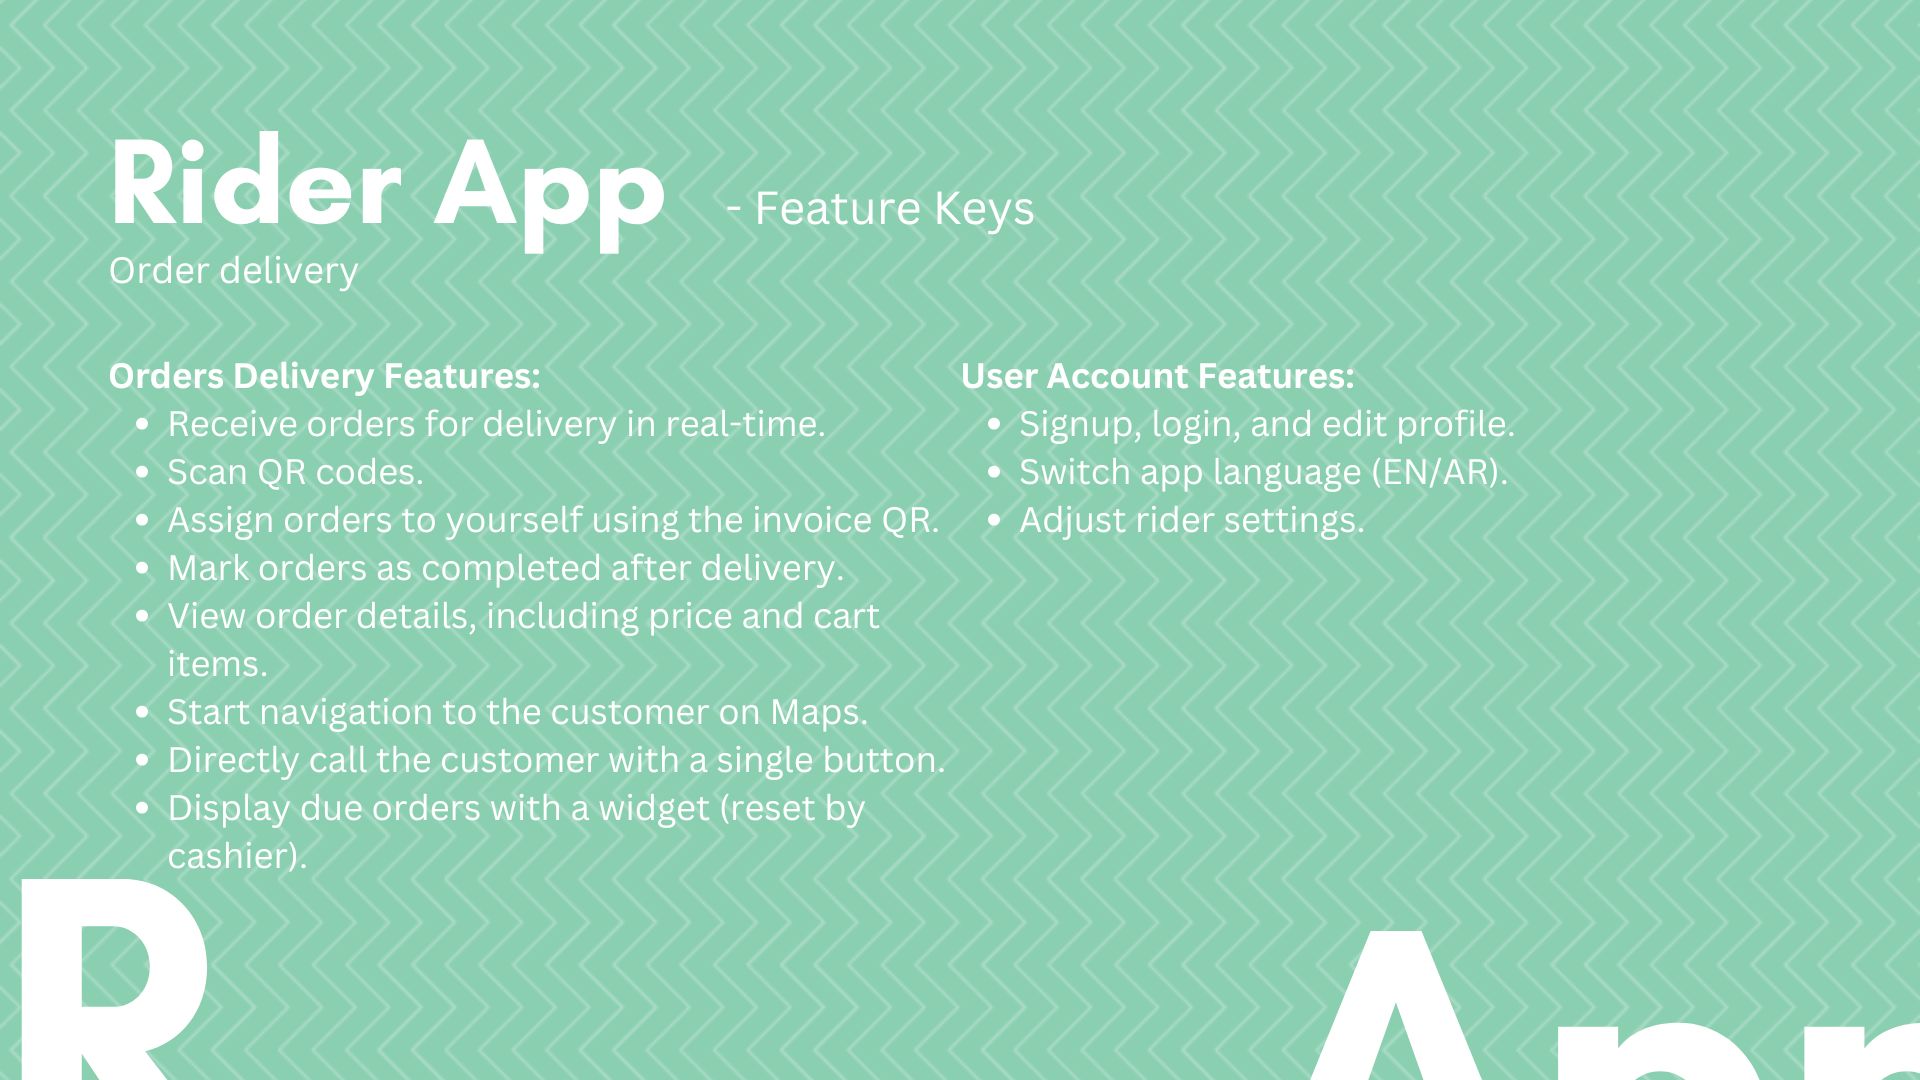 Rider App - Feature Keys
Order delivery
Orders Delivery Features:
• Receive orders for delivery in real-time.
• Scan QR codes.
• Assign orders to yourself using the invoice QR.
• Mark orders as completed after delivery.
• View order details, including price and cart
items.
• Start navigation to the customer on Maps.
• Directly call the customer with a single button.
• Display due orders with a widget (reset by
cashier).
User Account Features:
• Signup, login, and edit profile.
• Switch app language (EN/AR).
• Adjust rider settings.
R App